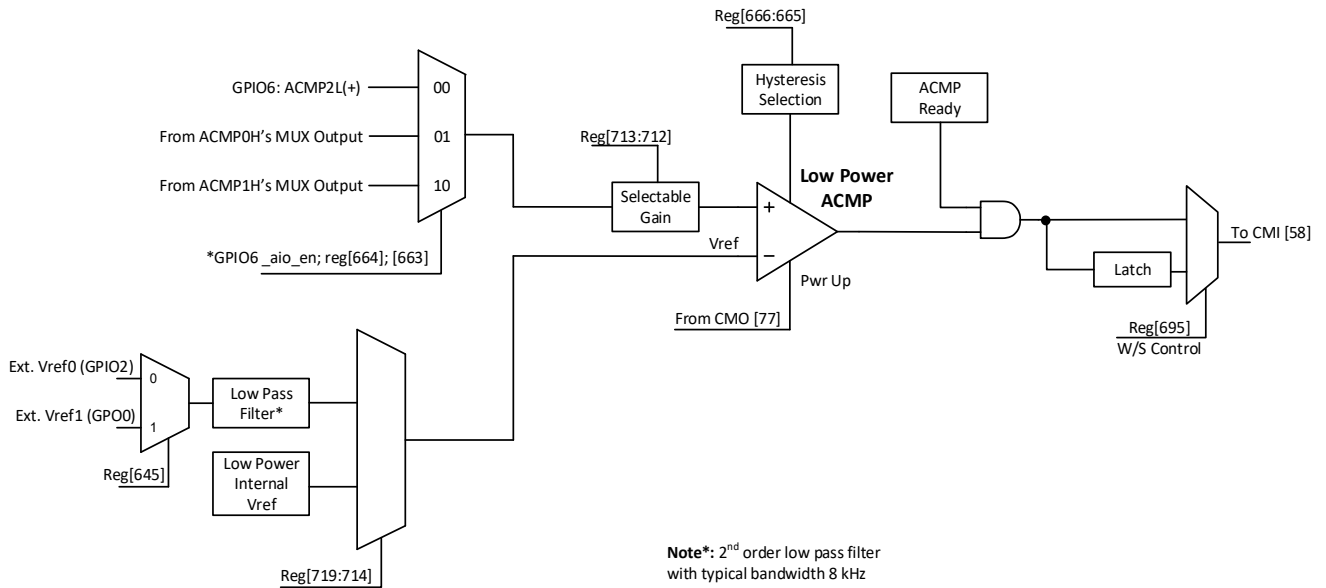 Reg[666:665]
GPIO6: ACMP2L(+)
00
Hysteresis
Selection
ACMP
Ready
From ACMP0H's MUX Output
01
Reg[713:712]
From ACMP1H's MUX Output
10
Selectable
Gain
Low Power
ACMP
+
Vref
−
*GPIO6 _aio_en; reg[664]; [663]
Pwr Up
To CMI [58]
Latch
From CMO [77]
Reg[695]
W/S Control
Ext. Vref0 (GPIO2)
0
Low Pass
Filter*
Ext. Vref1 (GPO0)
1
Reg[645]
Low Power
Internal
Vref
Reg[719:714]
Note*: 2nd order low pass filter
with typical bandwidth 8 kHz